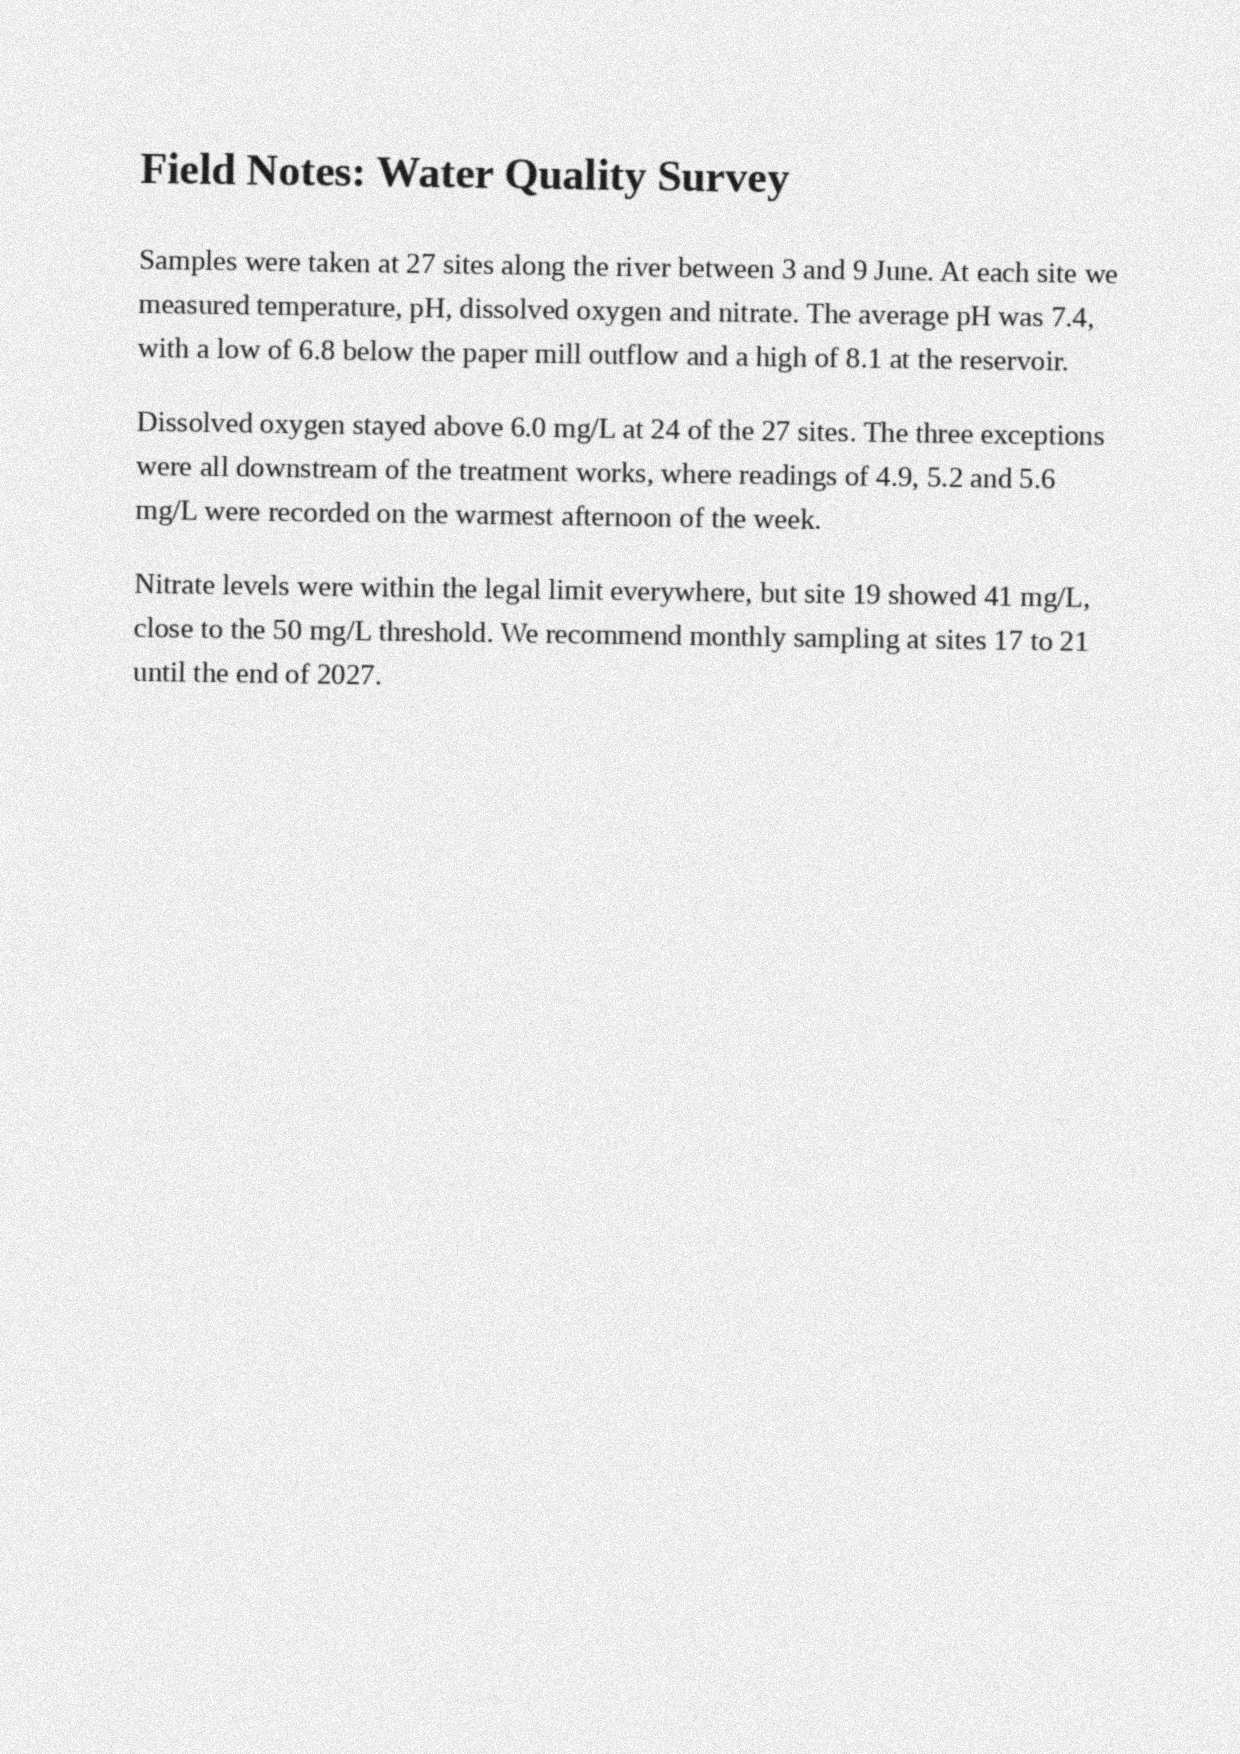 Field Notes: Water Quality Survey
Samples were taken at 27 sites along the river between 3 and 9 June. At each site we
measured temperature, pH, dissolved oxygen and nitrate. The average pH was 7.4,
with a low of 6.8 below the paper mill outflow and a high of 8.1 at the reservoir.
Dissolved oxygen stayed above 6.0 mg/L at 24 of the 27 sites. The three exceptions
were all downstream of the treatment works, where readings of 4.9, 5.2 and 5.6
mg/L were recorded on the warmest afternoon of the week.
Nitrate levels were within the legal limit everywhere, but site 19 showed 41 mg/L,
close to the 50 mg/L threshold. We recommend monthly sampling at sites 17 to 21
until the end of 2027.